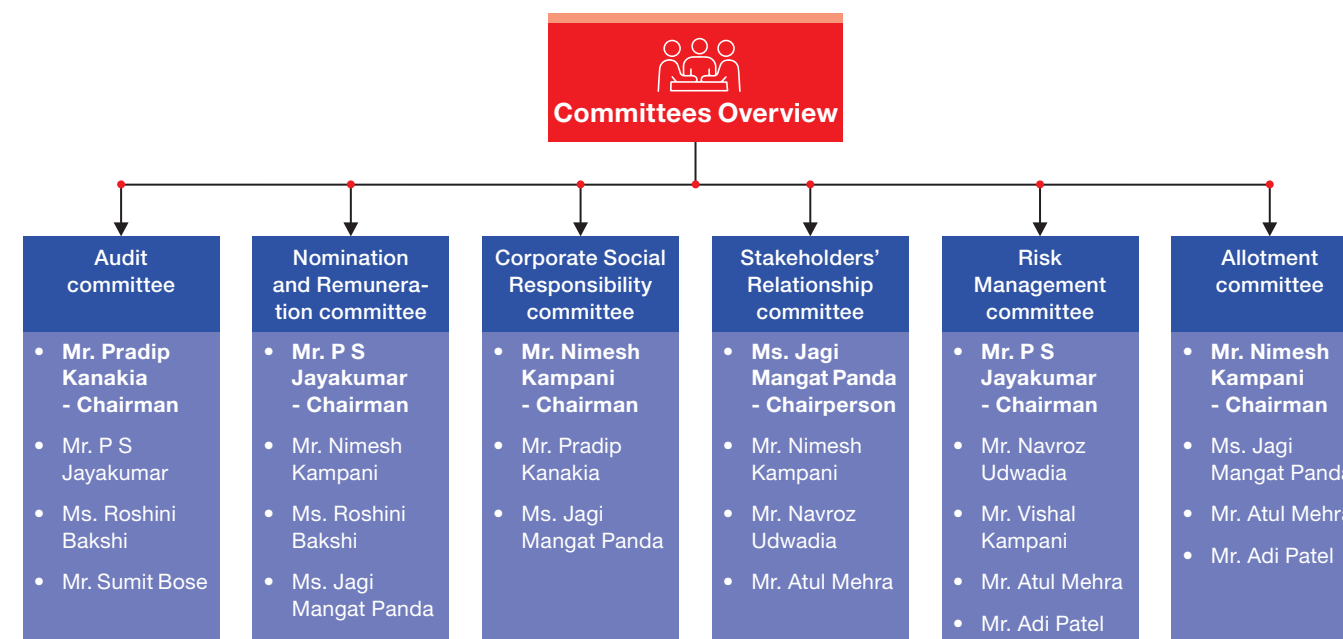 Committees Overview
Audit
committee
• Mr. Pradip
Kanakia
- Chairman
• Mr. P S
Jayakumar
• Ms. Roshini
Bakshi
• Mr. Sumit Bose
Nomination
and Remunera-
tion committee
• Mr. P S
Jayakumar
- Chairman
• Mr. Nimesh
Kampani
• Ms. Roshini
Bakshi
• Ms. Jagi
Mangat Panda
Corporate Social
Responsibility
committee
• Mr. Nimesh
Kampani
- Chairman
• Mr. Pradip
Kanakia
• Ms. Jagi
Mangat Panda
Stakeholders’
Relationship
committee
• Ms. Jagi
Mangat Panda
- Chairperson
• Mr. Nimesh
Kampani
• Mr. Navroz
Udwadia
• Mr. Atul Mehra
Risk
Management
committee
• Mr. P S
Jayakumar
- Chairman
• Mr. Navroz
Udwadia
• Mr. Vishal
Kampani
• Mr. Atul Mehra
• Mr. Adi Patel
Allotment
committee
• Mr. Nimesh
Kampani
- Chairman
• Ms. Jagi
Mangat Panda
• Mr. Atul Mehra
• Mr. Adi Patel